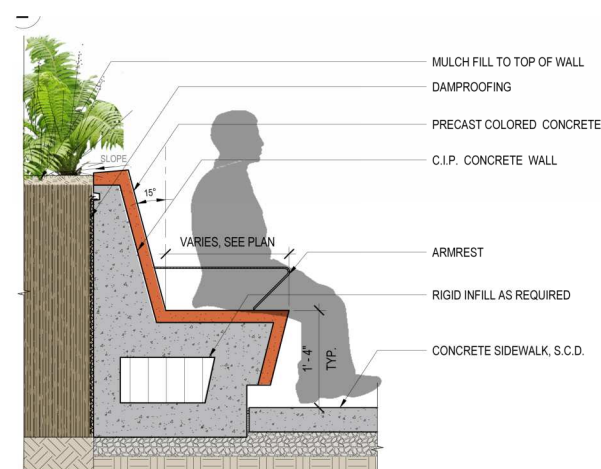 MULCH FILL TO TOP OF WALL
DAMPROOFING
PRECAST COLORED CONCRETE
C.I.P. CONCRETE WALL
SLOPE
15°
VARIES, SEE PLAN
ARMREST
RIGID INFILL AS REQUIRED
1' - 4"
TYP.
CONCRETE SIDEWALK, S.C.D.